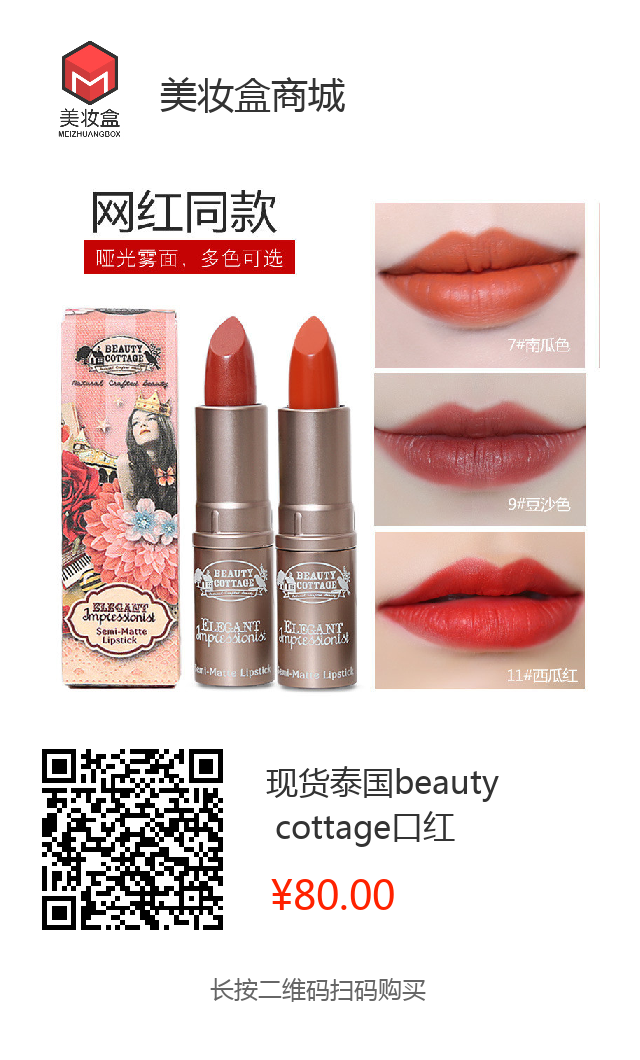 美妆盒
MEIZHUANGBOX
美妆盒商城
网红同款
哑光雾面、多色可选
7#南瓜色
9#豆沙色
11#西瓜红
BEAUTY
COTTAGE
Natural Crafted Beauty
ELEGANT
Impressionist
Semi-Matte
Lipstick
BEAUTY
COTTAGE
ELEGANT
Impressionist
Semi-Matte Lipstick
BEAUTY
COTTAGE
ELEGANT
Impressionist
Semi-Matte Lipstick
现货泰国beauty
cottage口红
¥80.00
长按二维码扫码购买